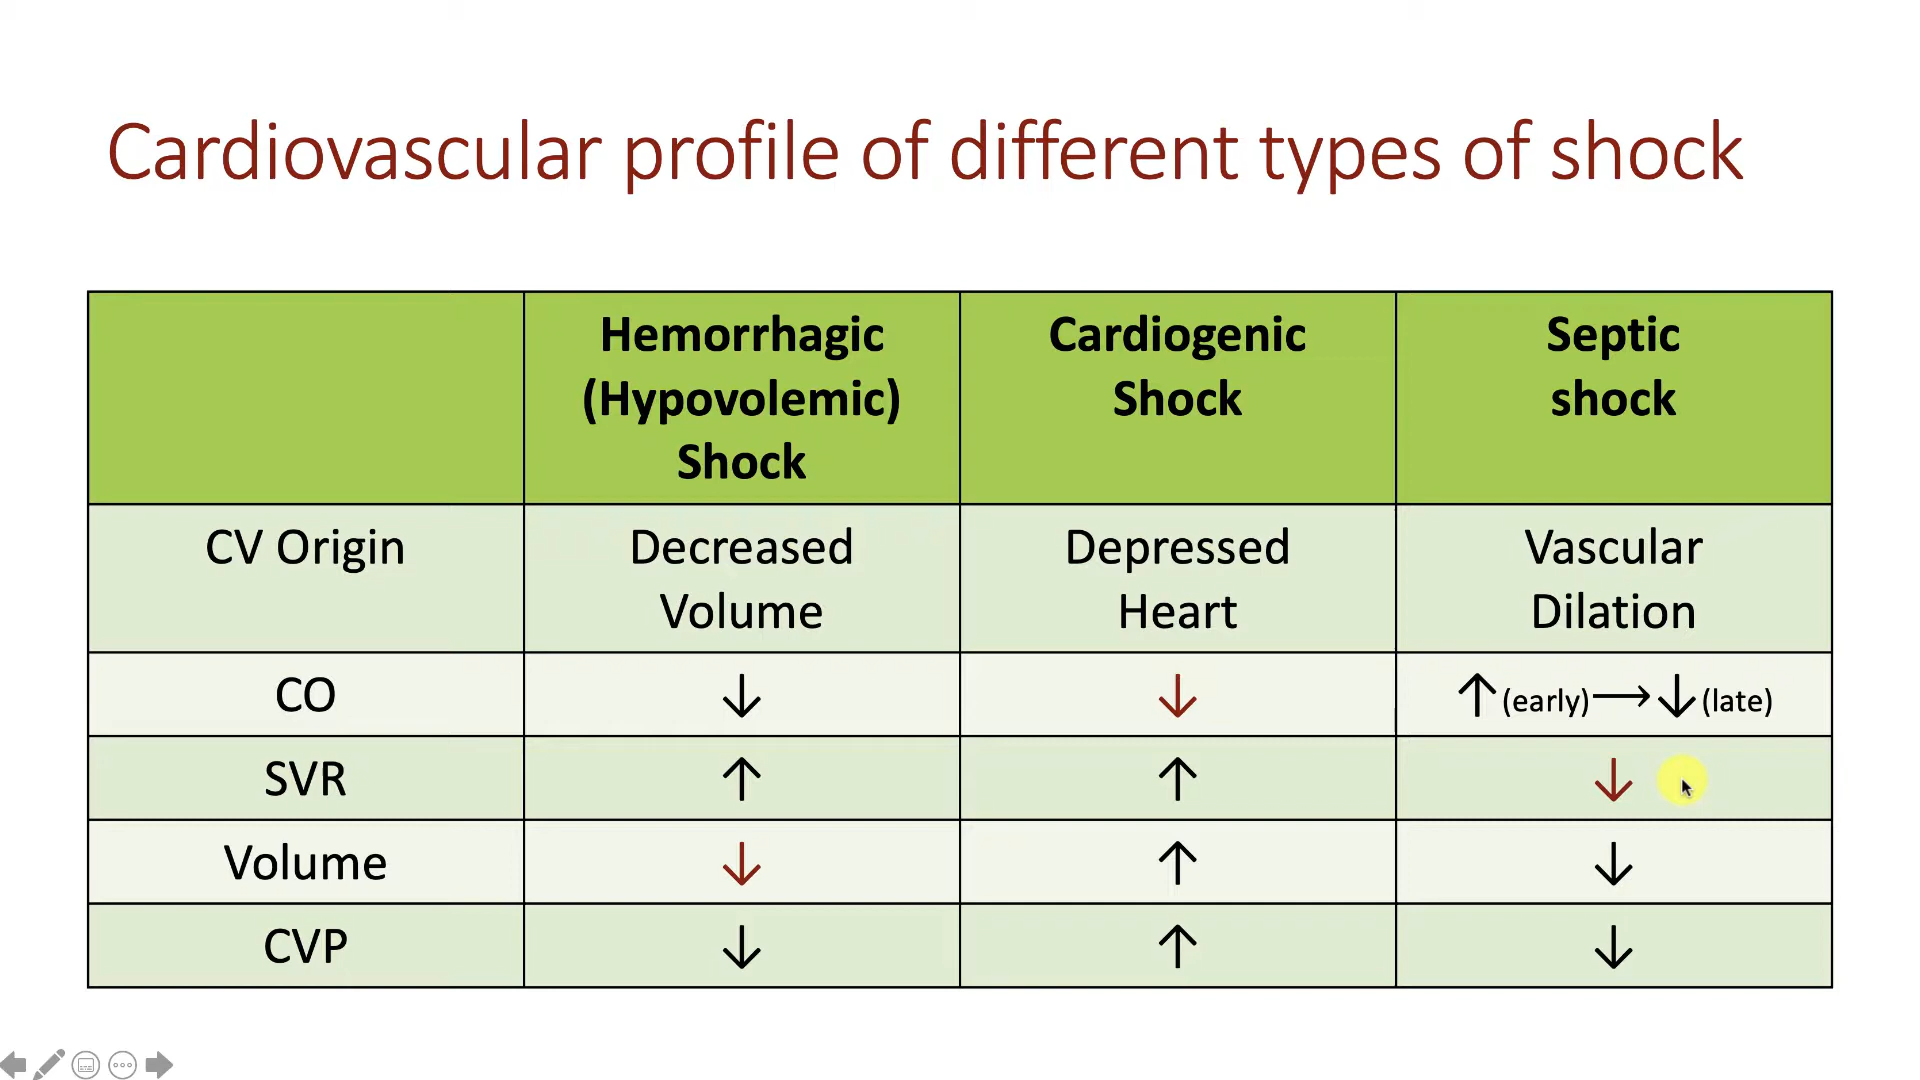 Cardiovascular profile of different types of shock
Hemorrhagic
(Hypovolemic)
Shock
Cardiogenic
Shock
Septic
shock
CV Origin
Decreased
Volume
Depressed
Heart
Vascular
Dilation
CO ↓ ↓ ↑(early)→↓(late)
SVR ↑ ↑ ↓
Volume ↓ ↑ ↓
CVP ↓ ↑ ↓